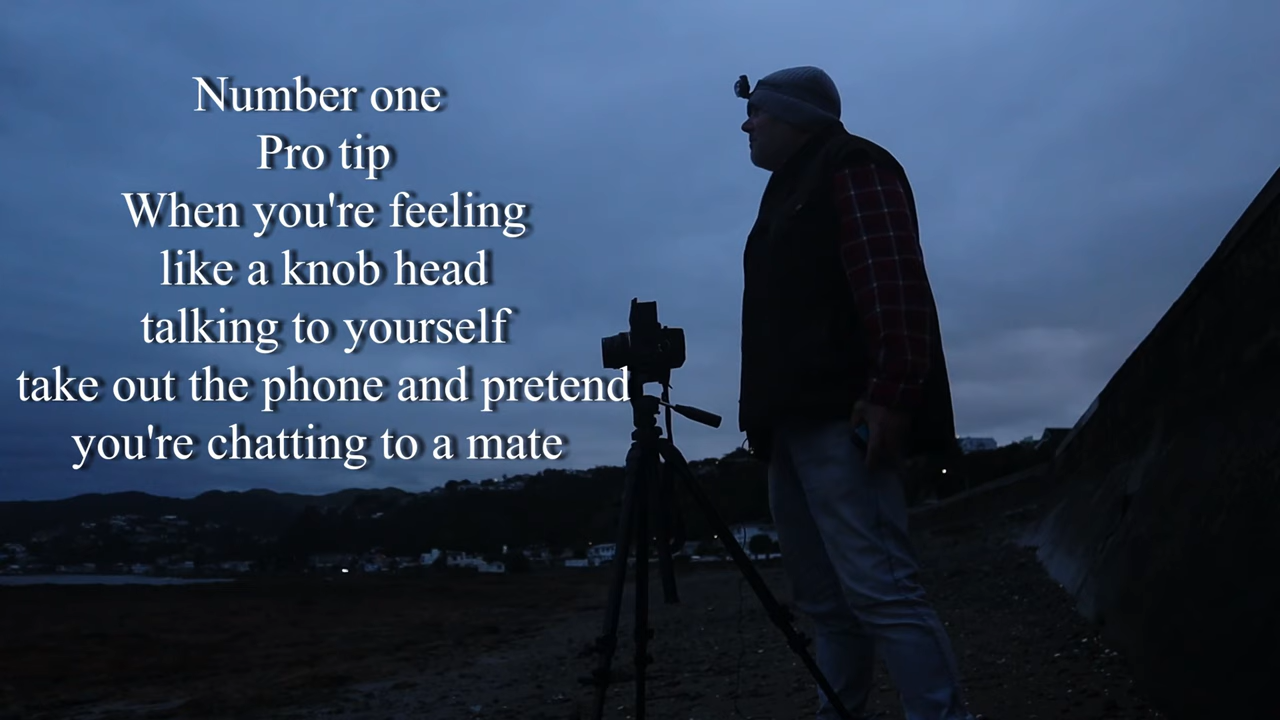 Number one
Pro tip
When you're feeling
like a knob head
talking to yourself
take out the phone and pretend
you're chatting to a mate